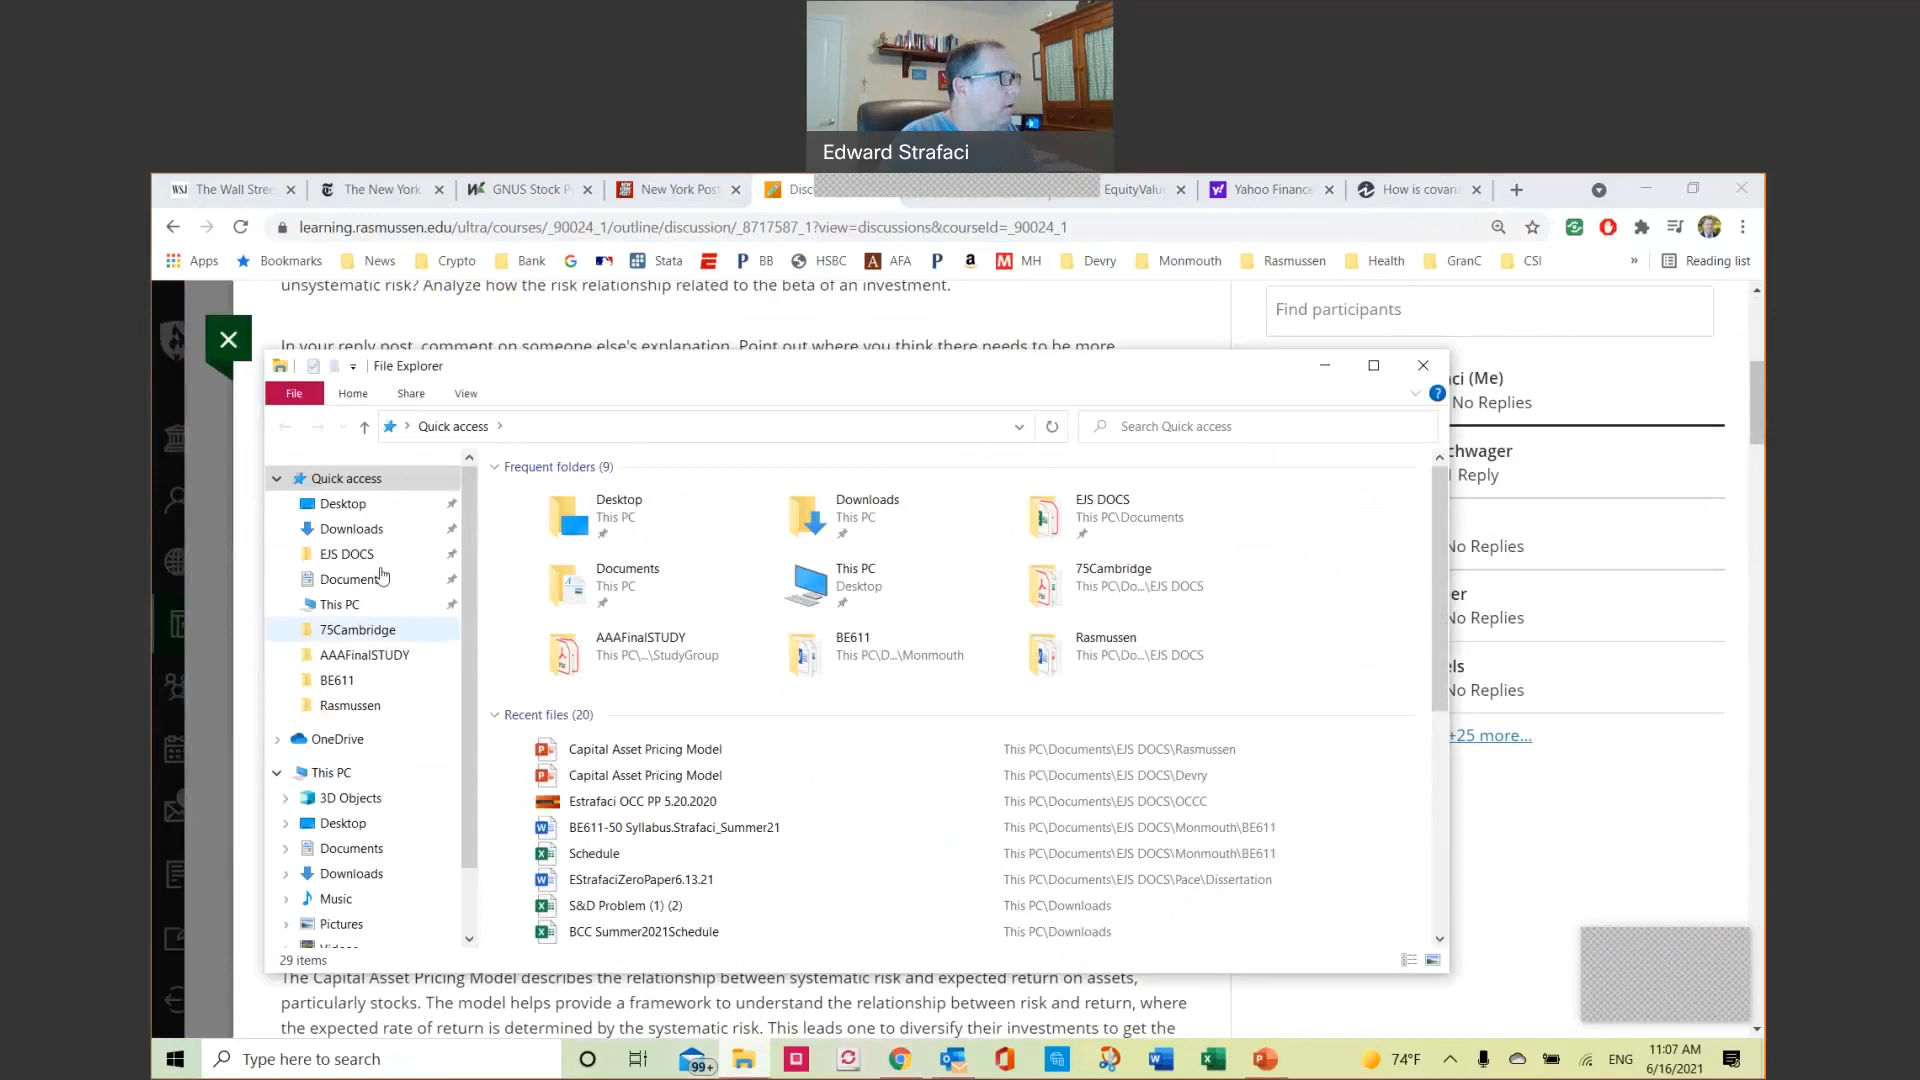 Edward Strafaci
WSJ The Wall Stree
The New York
GNUS Stock P
New York Post
Disc
EquityValu
Yahoo Finance
How is covari
learning.rasmussen.edu/ultra/courses/_90024_1/outline/discussion/_8717587_1?view=discussions&courseId=_90024_1
Apps
Bookmarks
News
Crypto
Bank
Stata
BB
HSBC
AFA
MH
Devry
Monmouth
Rasmussen
Health
GranC
CSI
»
Reading list
unsystematic risk? Analyze how the risk relationship related to the beta of an investment.
Find participants
In your reply post, comment on someone else's explanation. Point out where you think there needs to be more
File Explorer
File
Home
Share
View
Quick access
Search Quick access
Quick access
Desktop
Downloads
EJS DOCS
Documents
This PC
75Cambridge
AAAFinalSTUDY
BE611
Rasmussen
OneDrive
This PC
3D Objects
Desktop
Documents
Downloads
Music
Pictures
Videos
29 items
Frequent folders (9)
Desktop
This PC
Downloads
This PC
EJS DOCS
This PC\Documents
Documents
This PC
This PC
Desktop
75Cambridge
This PC\Do...\EJS DOCS
AAAFinalSTUDY
This PC\...\StudyGroup
BE611
This PC\D...\Monmouth
Rasmussen
This PC\Do...\EJS DOCS
Recent files (20)
Capital Asset Pricing Model This PC\Documents\EJS DOCS\Rasmussen
Capital Asset Pricing Model This PC\Documents\EJS DOCS\Devry
Estrafaci OCC PP 5.20.2020 This PC\Documents\EJS DOCS\OCCC
BE611-50 Syllabus.Strafaci_Summer21 This PC\Documents\EJS DOCS\Monmouth\BE611
Schedule This PC\Documents\EJS DOCS\Monmouth\BE611
EStrafaciZeroPaper6.13.21 This PC\Documents\EJS DOCS\Pace\Dissertation
S&D Problem (1) (2) This PC\Downloads
BCC Summer2021Schedule This PC\Downloads
ci (Me)
No Replies
chwager
1 Reply
No Replies
er
No Replies
els
No Replies
+25 more...
The Capital Asset Pricing Model describes the relationship between systematic risk and expected return on assets,
particularly stocks. The model helps provide a framework to understand the relationship between risk and return, where
the expected rate of return is determined by the systematic risk. This leads one to diversify their investments to get the
Type here to search
99+
74°F
ENG
11:07 AM
6/16/2021